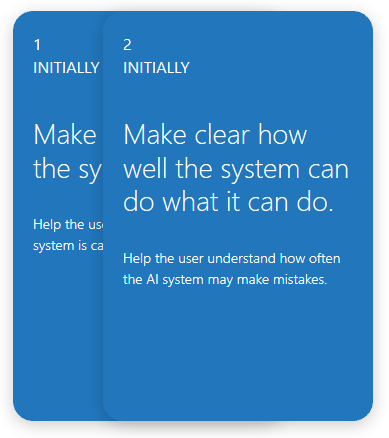 1
INITIALLY
Make
the sy
Help the us
system is ca
2
INITIALLY
Make clear how
well the system can
do what it can do.
Help the user understand how often
the AI system may make mistakes.